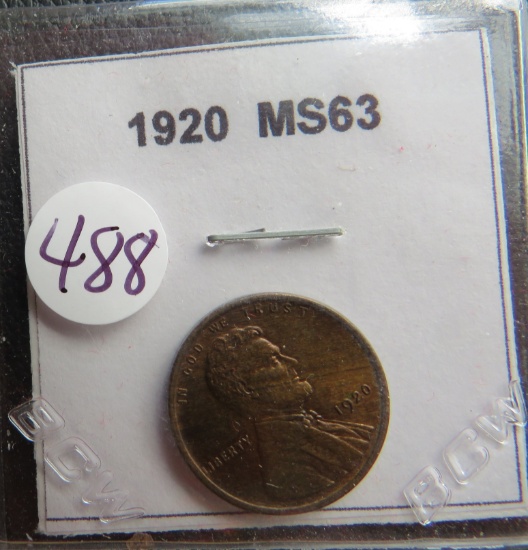 1920 MS63
488
IN GOD WE TRUST
LIBERTY
1920
BCW
BCW